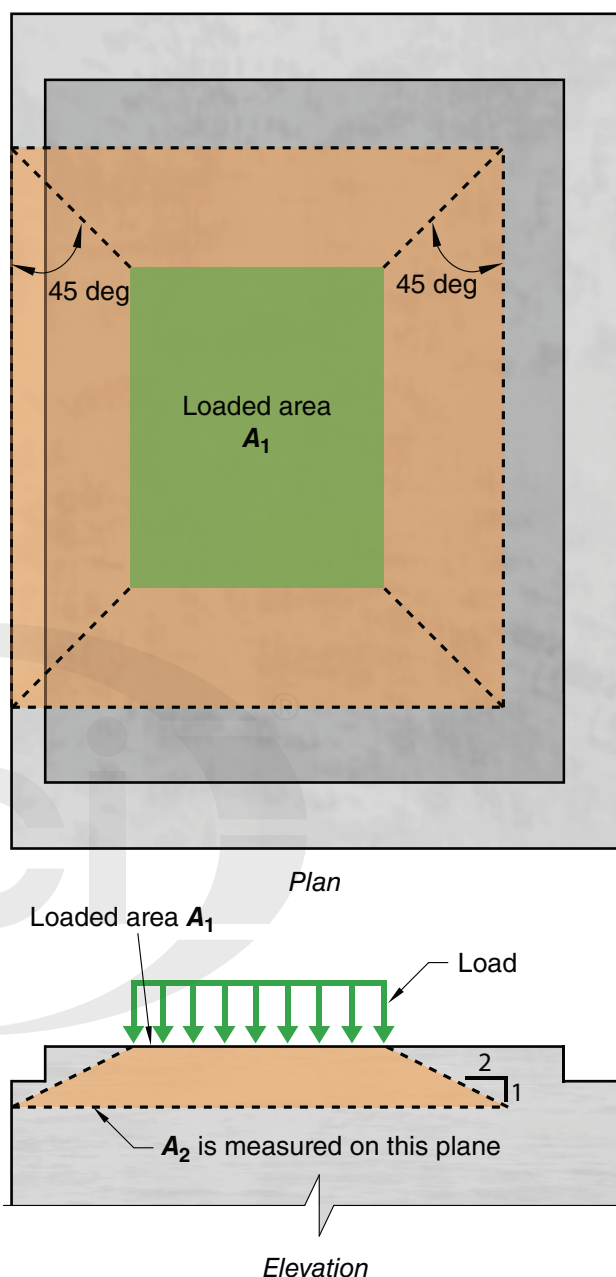 45 deg
45 deg
Loaded area
A1
®
Plan
Loaded area A1
Load
2
1
A2 is measured on this plane
Elevation